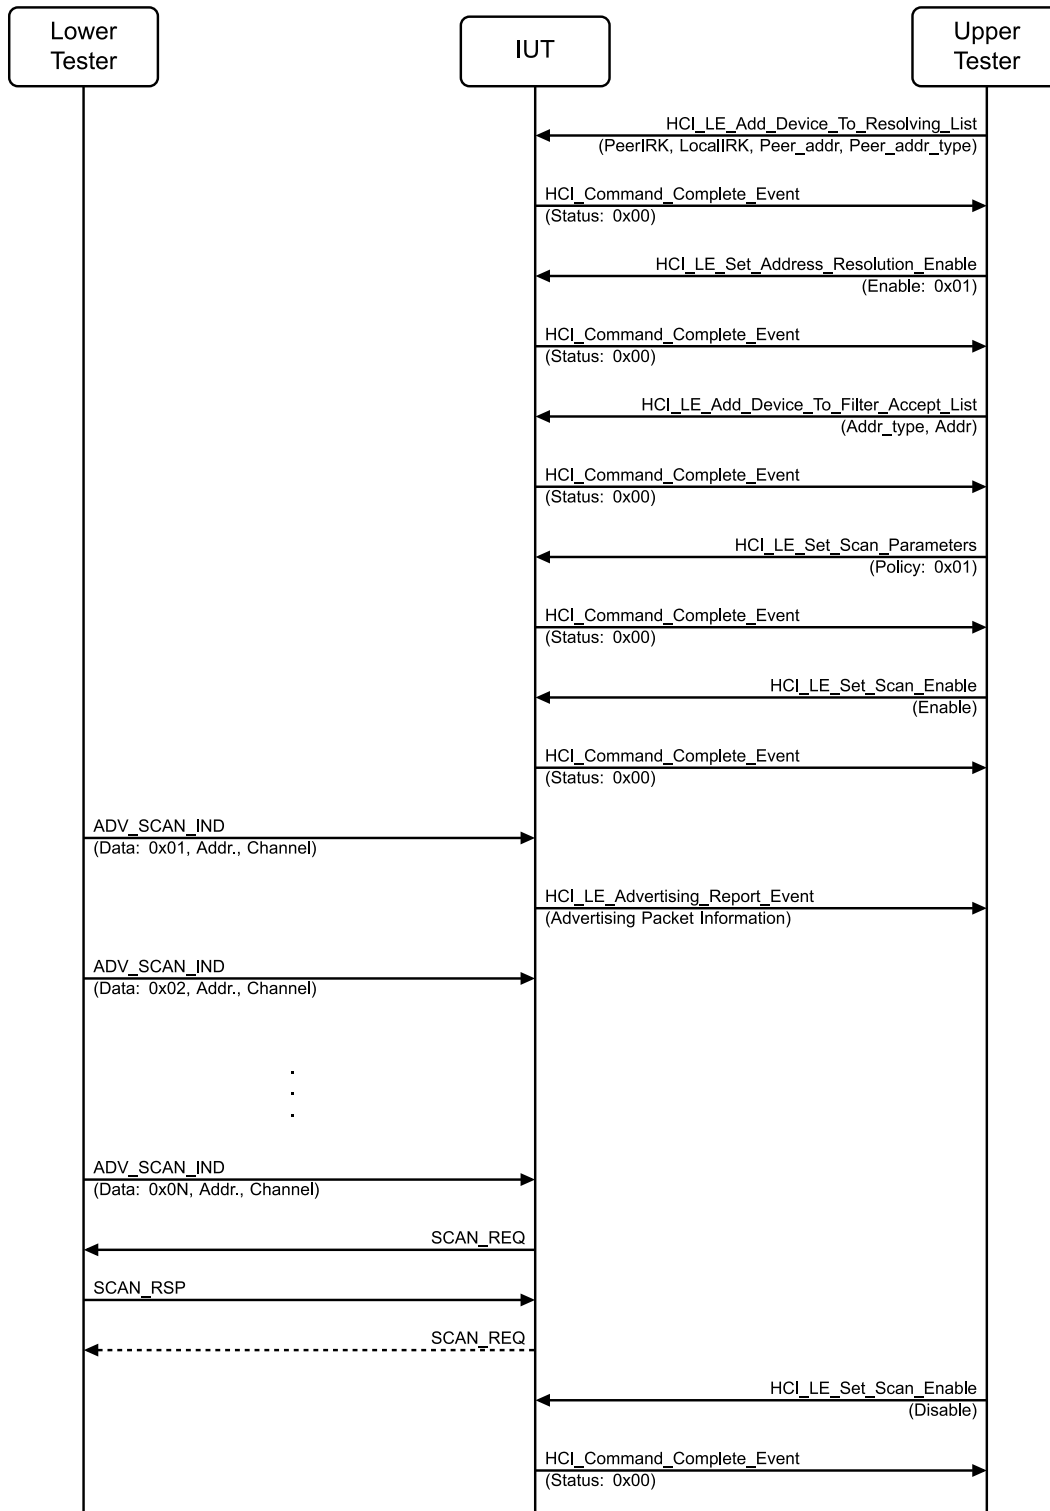 Lower
Tester
IUT
Upper
Tester
HCI_LE_Add_Device_To_Resolving_List
(PeerIRK, LocalIRK, Peer_addr, Peer_addr_type)
HCI_Command_Complete_Event
(Status: 0x00)
HCI_LE_Set_Address_Resolution_Enable
(Enable: 0x01)
HCI_Command_Complete_Event
(Status: 0x00)
HCI_LE_Add_Device_To_Filter_Accept_List
(Addr_type, Addr)
HCI_Command_Complete_Event
(Status: 0x00)
HCI_LE_Set_Scan_Parameters
(Policy: 0x01)
HCI_Command_Complete_Event
(Status: 0x00)
HCI_LE_Set_Scan_Enable
(Enable)
HCI_Command_Complete_Event
(Status: 0x00)
ADV_SCAN_IND
(Data: 0x01, Addr., Channel)
HCI_LE_Advertising_Report_Event
(Advertising Packet Information)
ADV_SCAN_IND
(Data: 0x02, Addr., Channel)
.
.
.
ADV_SCAN_IND
(Data: 0x0N, Addr., Channel)
SCAN_REQ
SCAN_RSP
SCAN_REQ
HCI_LE_Set_Scan_Enable
(Disable)
HCI_Command_Complete_Event
(Status: 0x00)